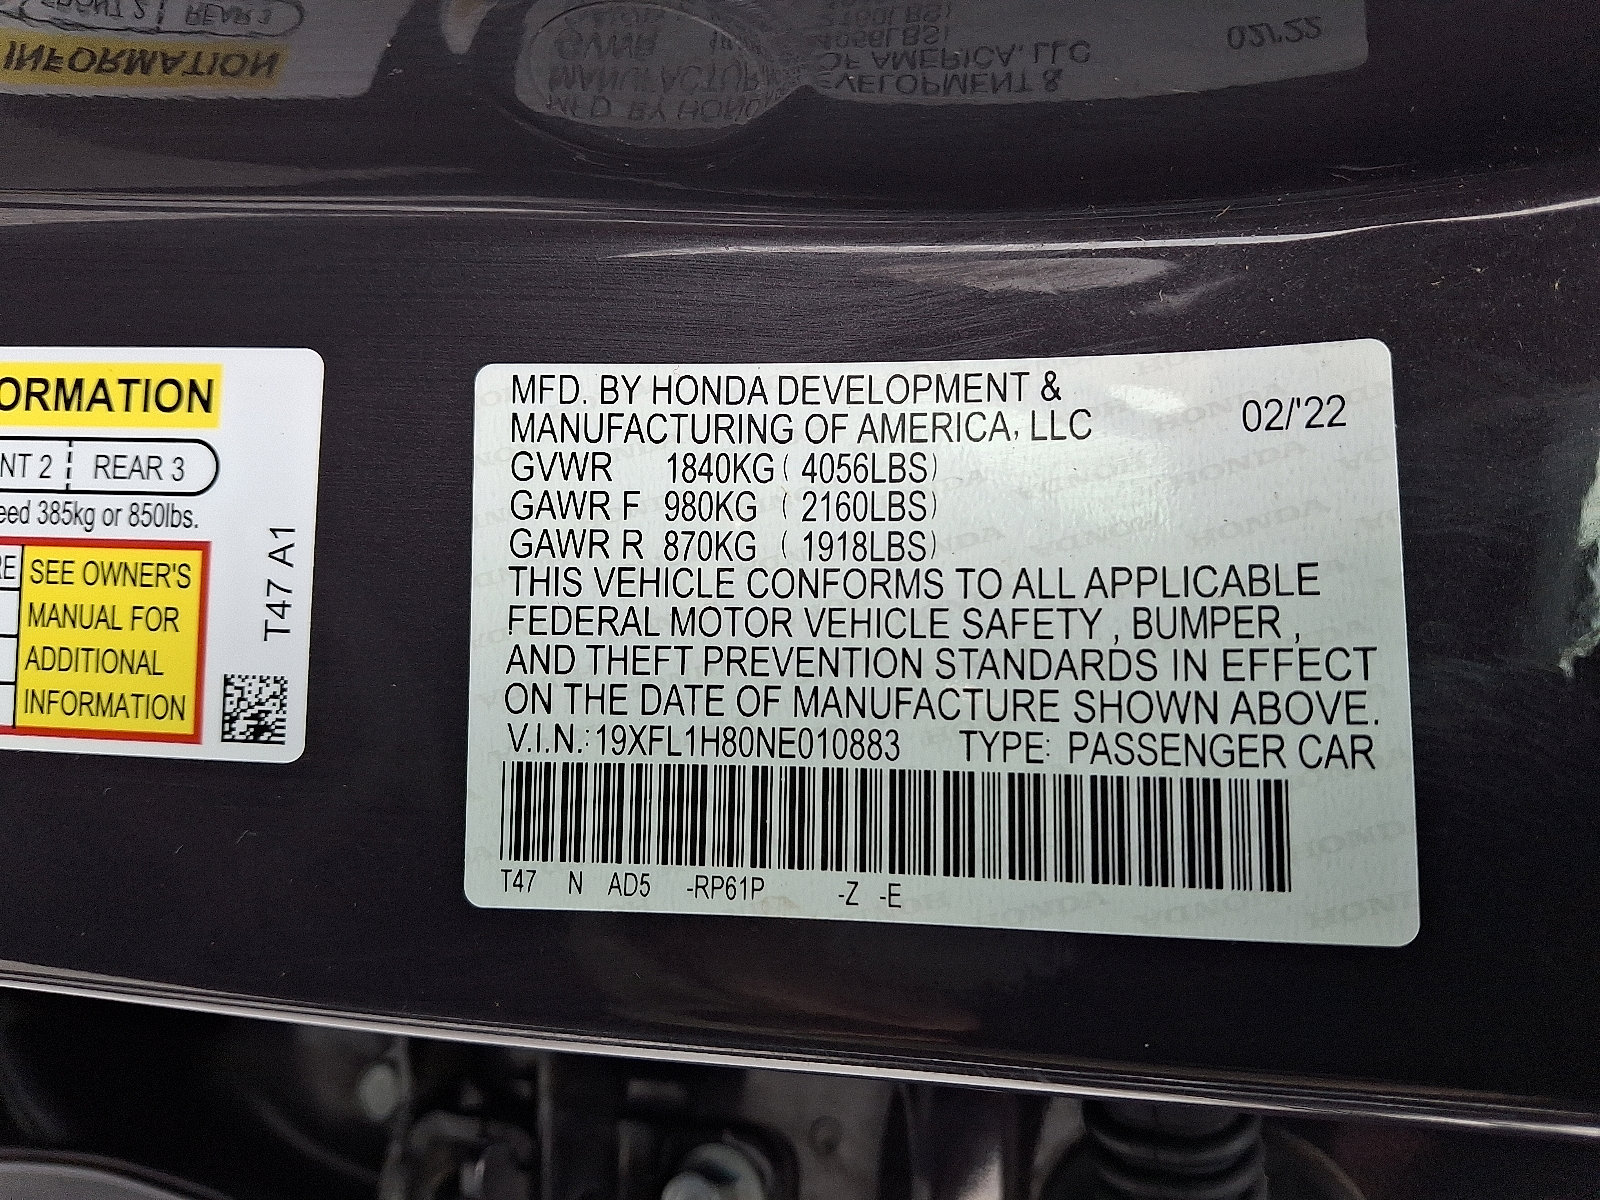 ORMATION
NT 2 REAR 3
eed 385kg or 850lbs.
RE
SEE OWNER'S
MANUAL FOR
ADDITIONAL
INFORMATION
T47 A1
MFD. BY HONDA DEVELOPMENT &
MANUFACTURING OF AMERICA, LLC 02/'22
GVWR 1840KG ( 4056LBS)
GAWR F 980KG ( 2160LBS)
GAWR R 870KG ( 1918LBS)
THIS VEHICLE CONFORMS TO ALL APPLICABLE
FEDERAL MOTOR VEHICLE SAFETY , BUMPER ,
AND THEFT PREVENTION STANDARDS IN EFFECT
ON THE DATE OF MANUFACTURE SHOWN ABOVE.
V.I.N.: 19XFL1H80NE010883 TYPE: PASSENGER CAR
T47 N AD5 -RP61P -Z -E